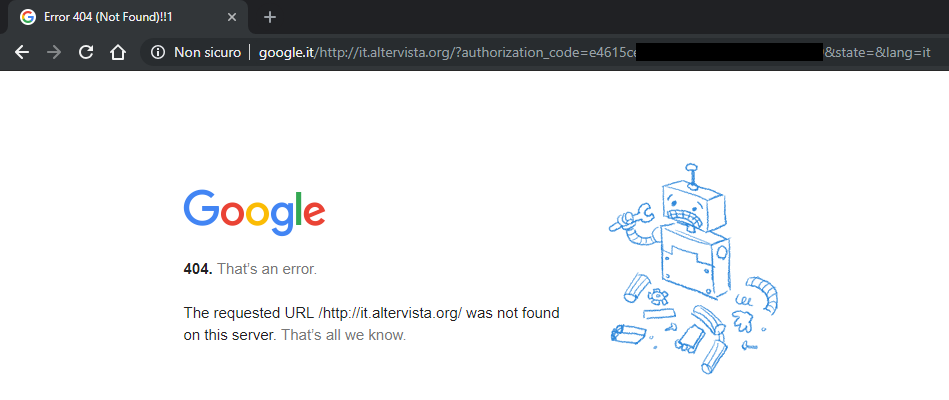 Error 404 (Not Found)!!1
Non sicuro google.it/http://it.altervista.org/?authorization_code=e4615c &state=&lang=it
Google
404. That’s an error.
The requested URL /http://it.altervista.org/ was not found
on this server. That’s all we know.